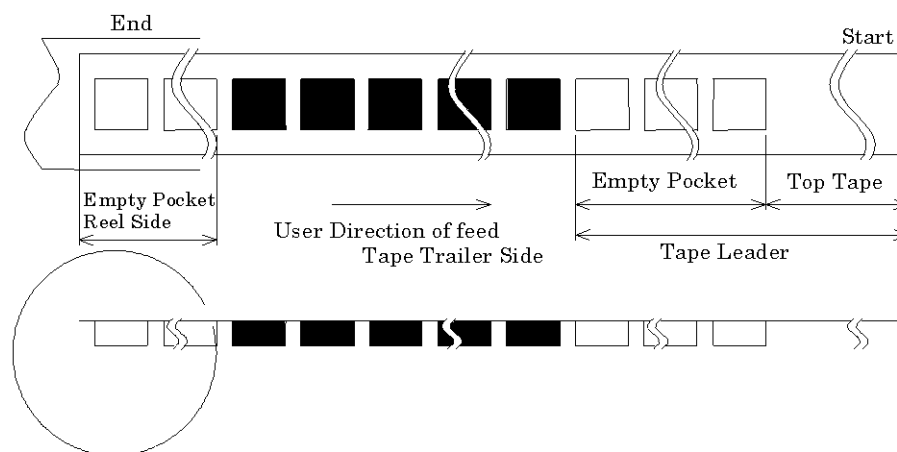 End
Start
Empty Pocket
Reel Side
User Direction of feed
Tape Trailer Side
Empty Pocket
Top Tape
Tape Leader